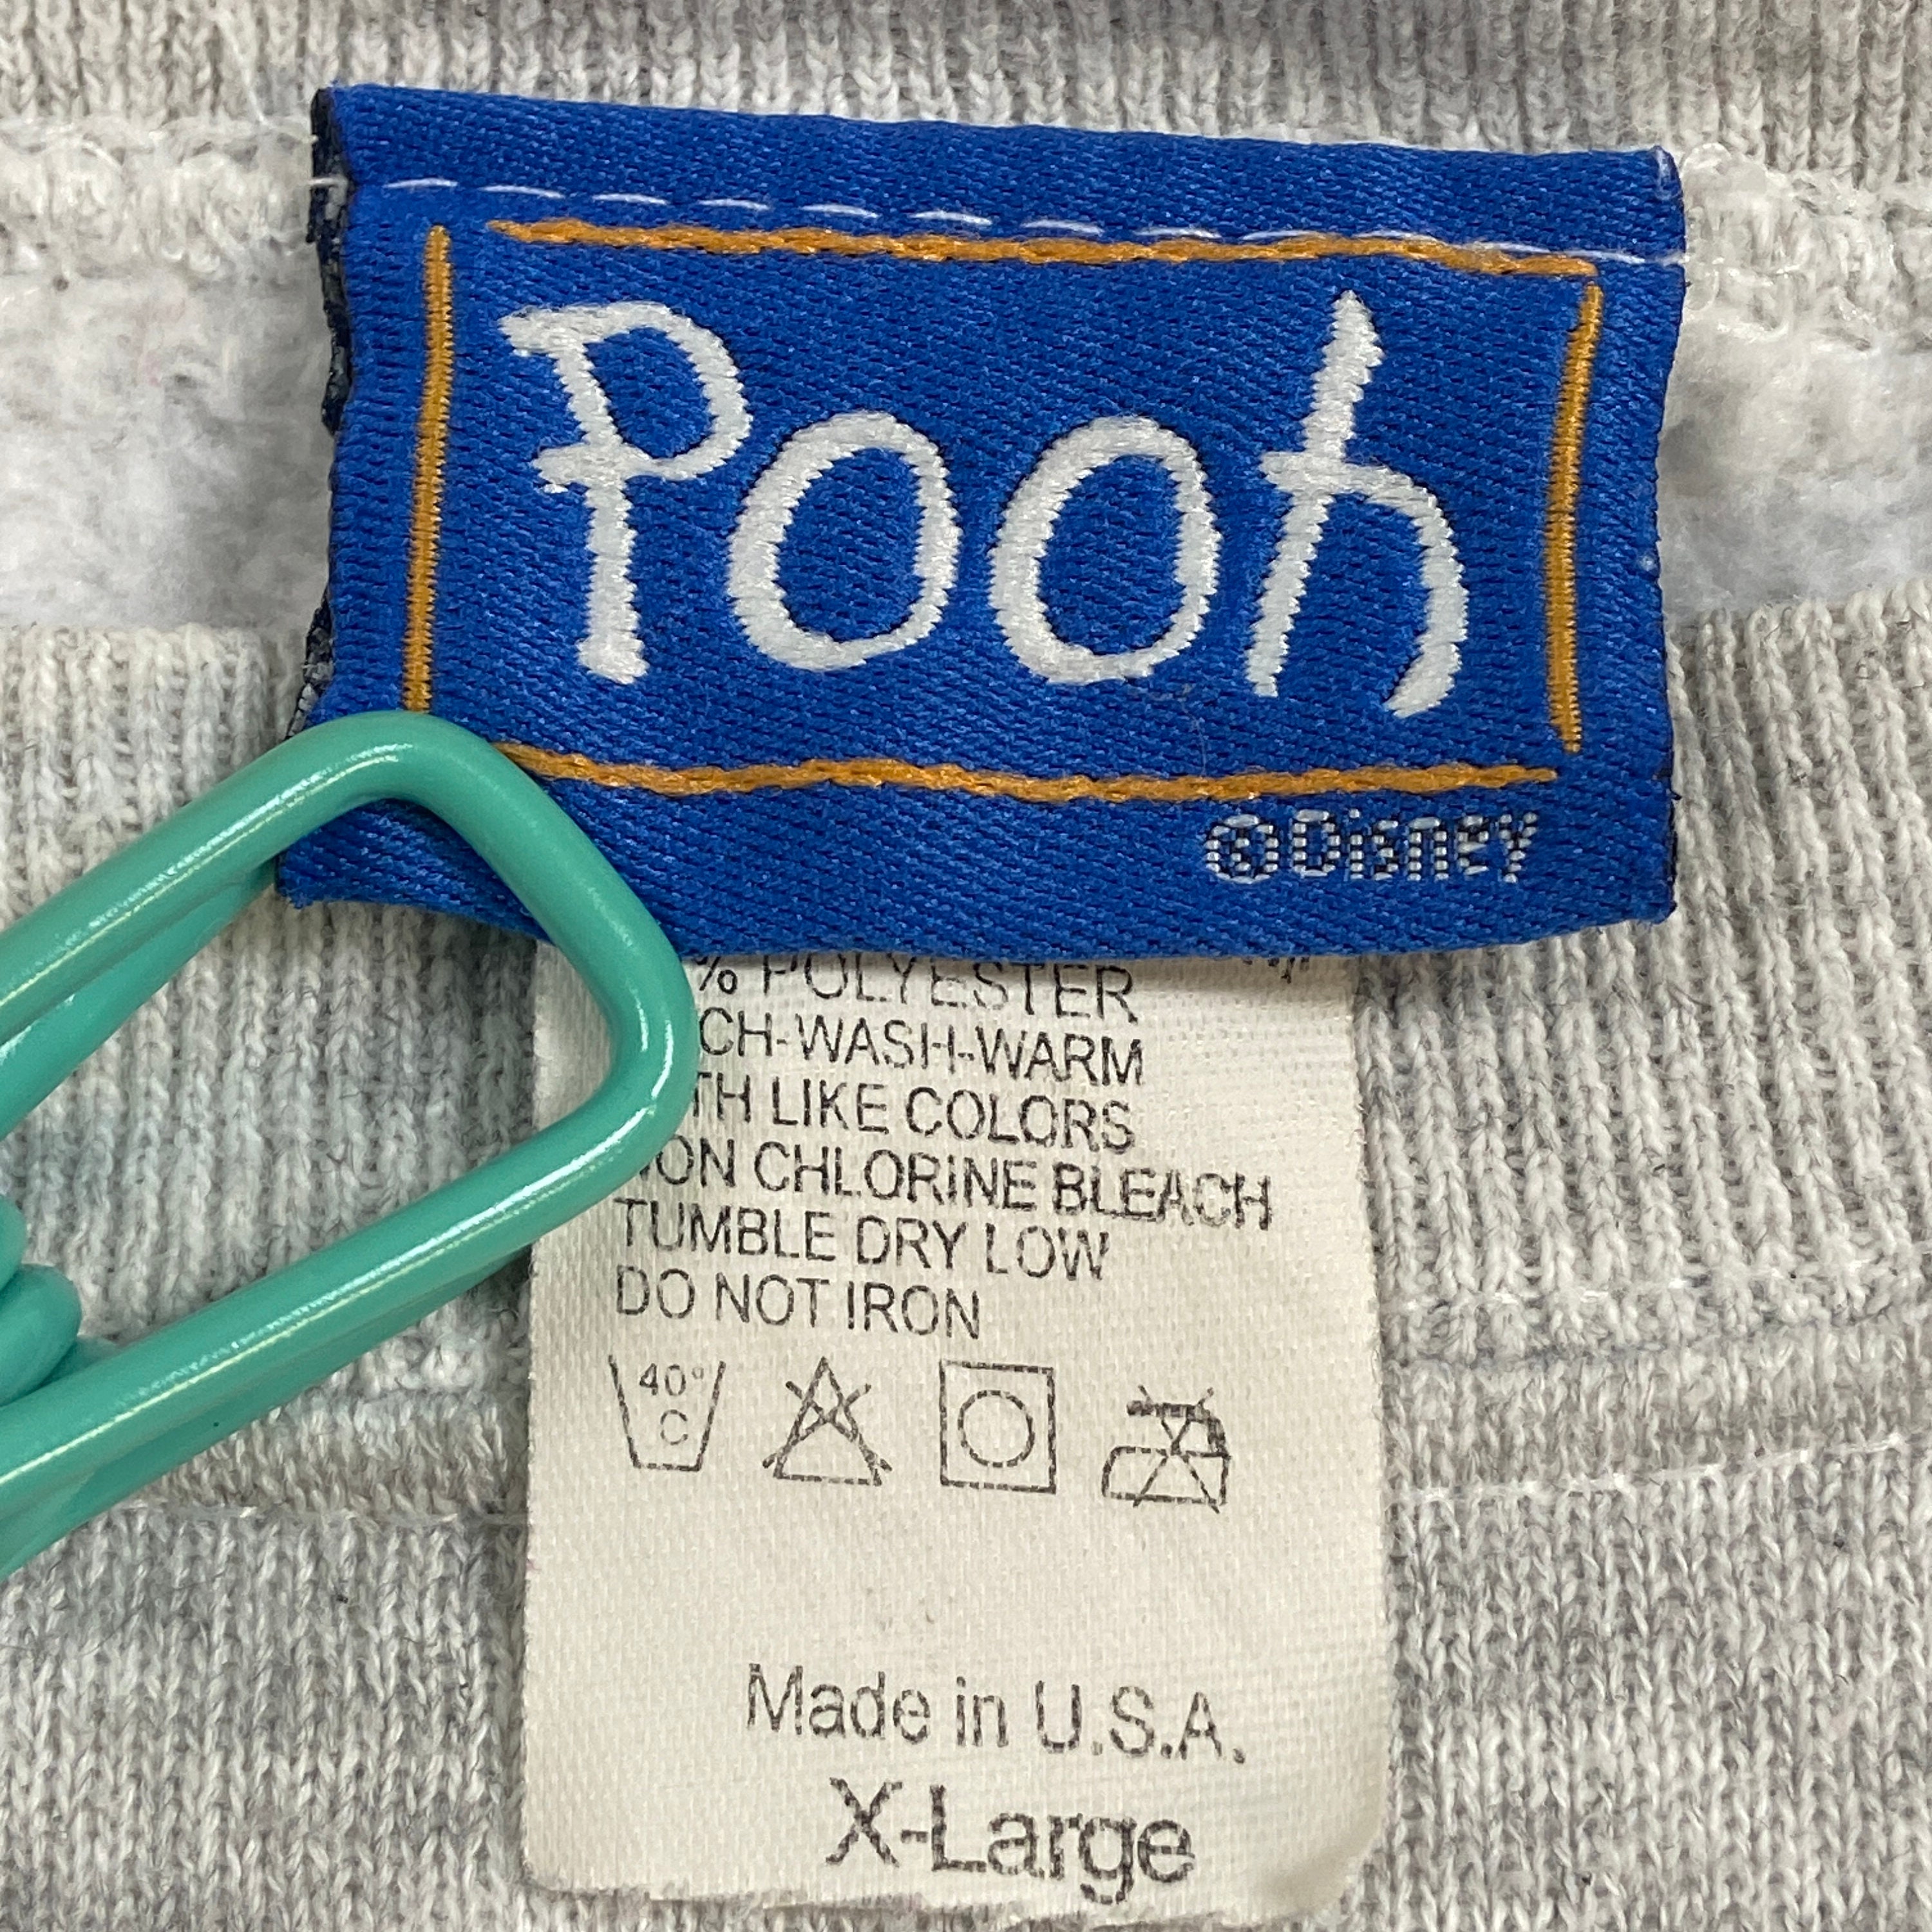 Pooh
©Disney
% POLYESTER
CH-WASH-WARM
TH LIKE COLORS
ON CHLORINE BLEACH
TUMBLE DRY LOW
DO NOT IRON
40°
C
Made in U.S.A.
X-Large